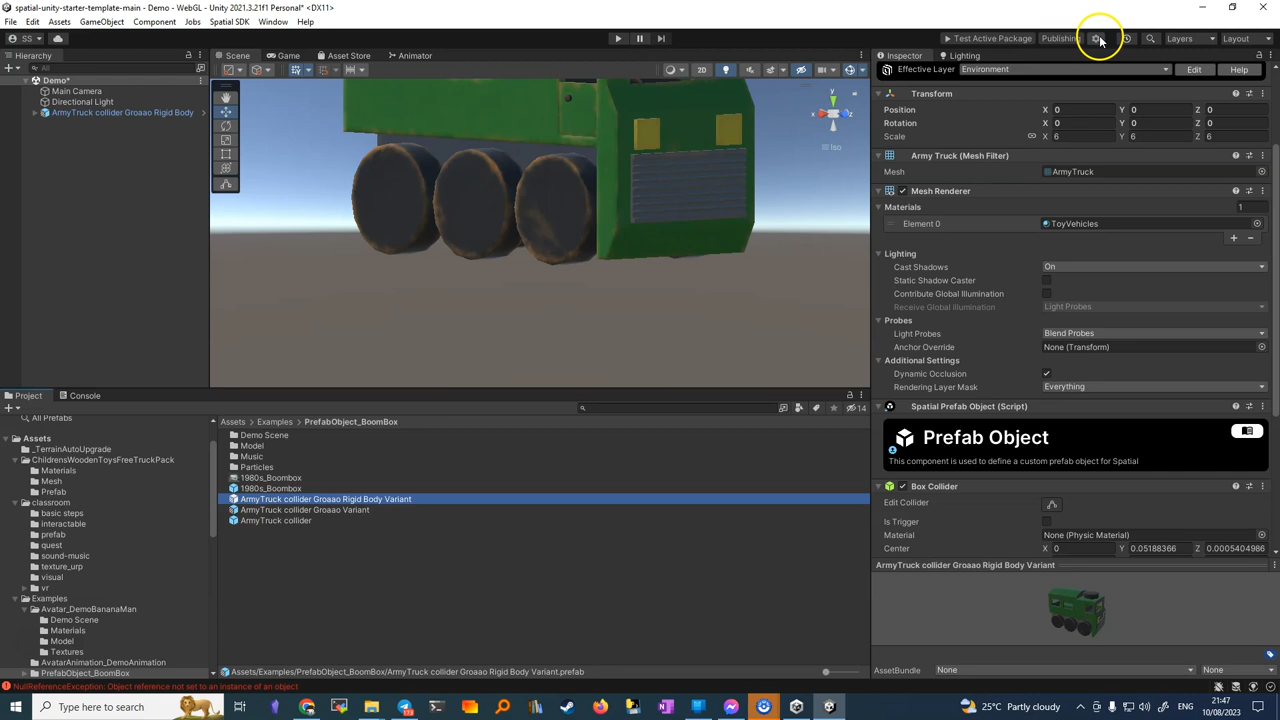 spatial-unity-starter-template-main - Demo - WebGL - Unity 2021.3.21f1 Personal* <DX11>
File Edit Assets GameObject Component Jobs Spatial SDK Window Help
SS Test Active Package Publishing Layers Layout
Hierarchy Scene Game Asset Store Animator Inspector Lighting
All 2D Effective Layer Environment Edit Help
Demo*
Main Camera
Directional Light
ArmyTruck collider Groaao Rigid Body
y
x z
Iso
Transform
Position X 0 Y 0 Z 0
Rotation X 0 Y 0 Z 0
Scale X 6 Y 6 Z 6
Army Truck (Mesh Filter)
Mesh ArmyTruck
Mesh Renderer
Materials 1
Element 0 ToyVehicles
Lighting
Cast Shadows On
Static Shadow Caster
Contribute Global Illumination
Receive Global Illumination Light Probes
Probes
Light Probes Blend Probes
Anchor Override None (Transform)
Additional Settings
Dynamic Occlusion
Rendering Layer Mask Everything
Spatial Prefab Object (Script)
Prefab Object
This component is used to define a custom prefab object for Spatial
Box Collider
Edit Collider
Is Trigger
Material None (Physic Material)
Center X 0 Y 0.05188366 Z 0.0005404986
ArmyTruck collider Groaao Rigid Body Variant
AssetBundle None None
Project Console
14
All Prefabs
Assets
_TerrainAutoUpgrade
ChildrensWoodenToysFreeTruckPack
Materials
Mesh
Prefab
classroom
basic steps
interactable
prefab
quest
sound-music
texture_urp
visual
vr
Examples
Avatar_DemoBananaMan
Demo Scene
Materials
Model
Textures
AvatarAnimation_DemoAnimation
PrefabObject_BoomBox
Assets > Examples > PrefabObject_BoomBox
Demo Scene
Model
Music
Particles
1980s_Boombox
1980s_Boombox
ArmyTruck collider Groaao Rigid Body Variant
ArmyTruck collider Groaao Variant
ArmyTruck collider
Assets/Examples/PrefabObject_BoomBox/ArmyTruck collider Groaao Rigid Body Variant.prefab
NullReferenceException: Object reference not set to an instance of an object
Type here to search
25°C Partly cloudy
ENG
21:47
10/08/2023